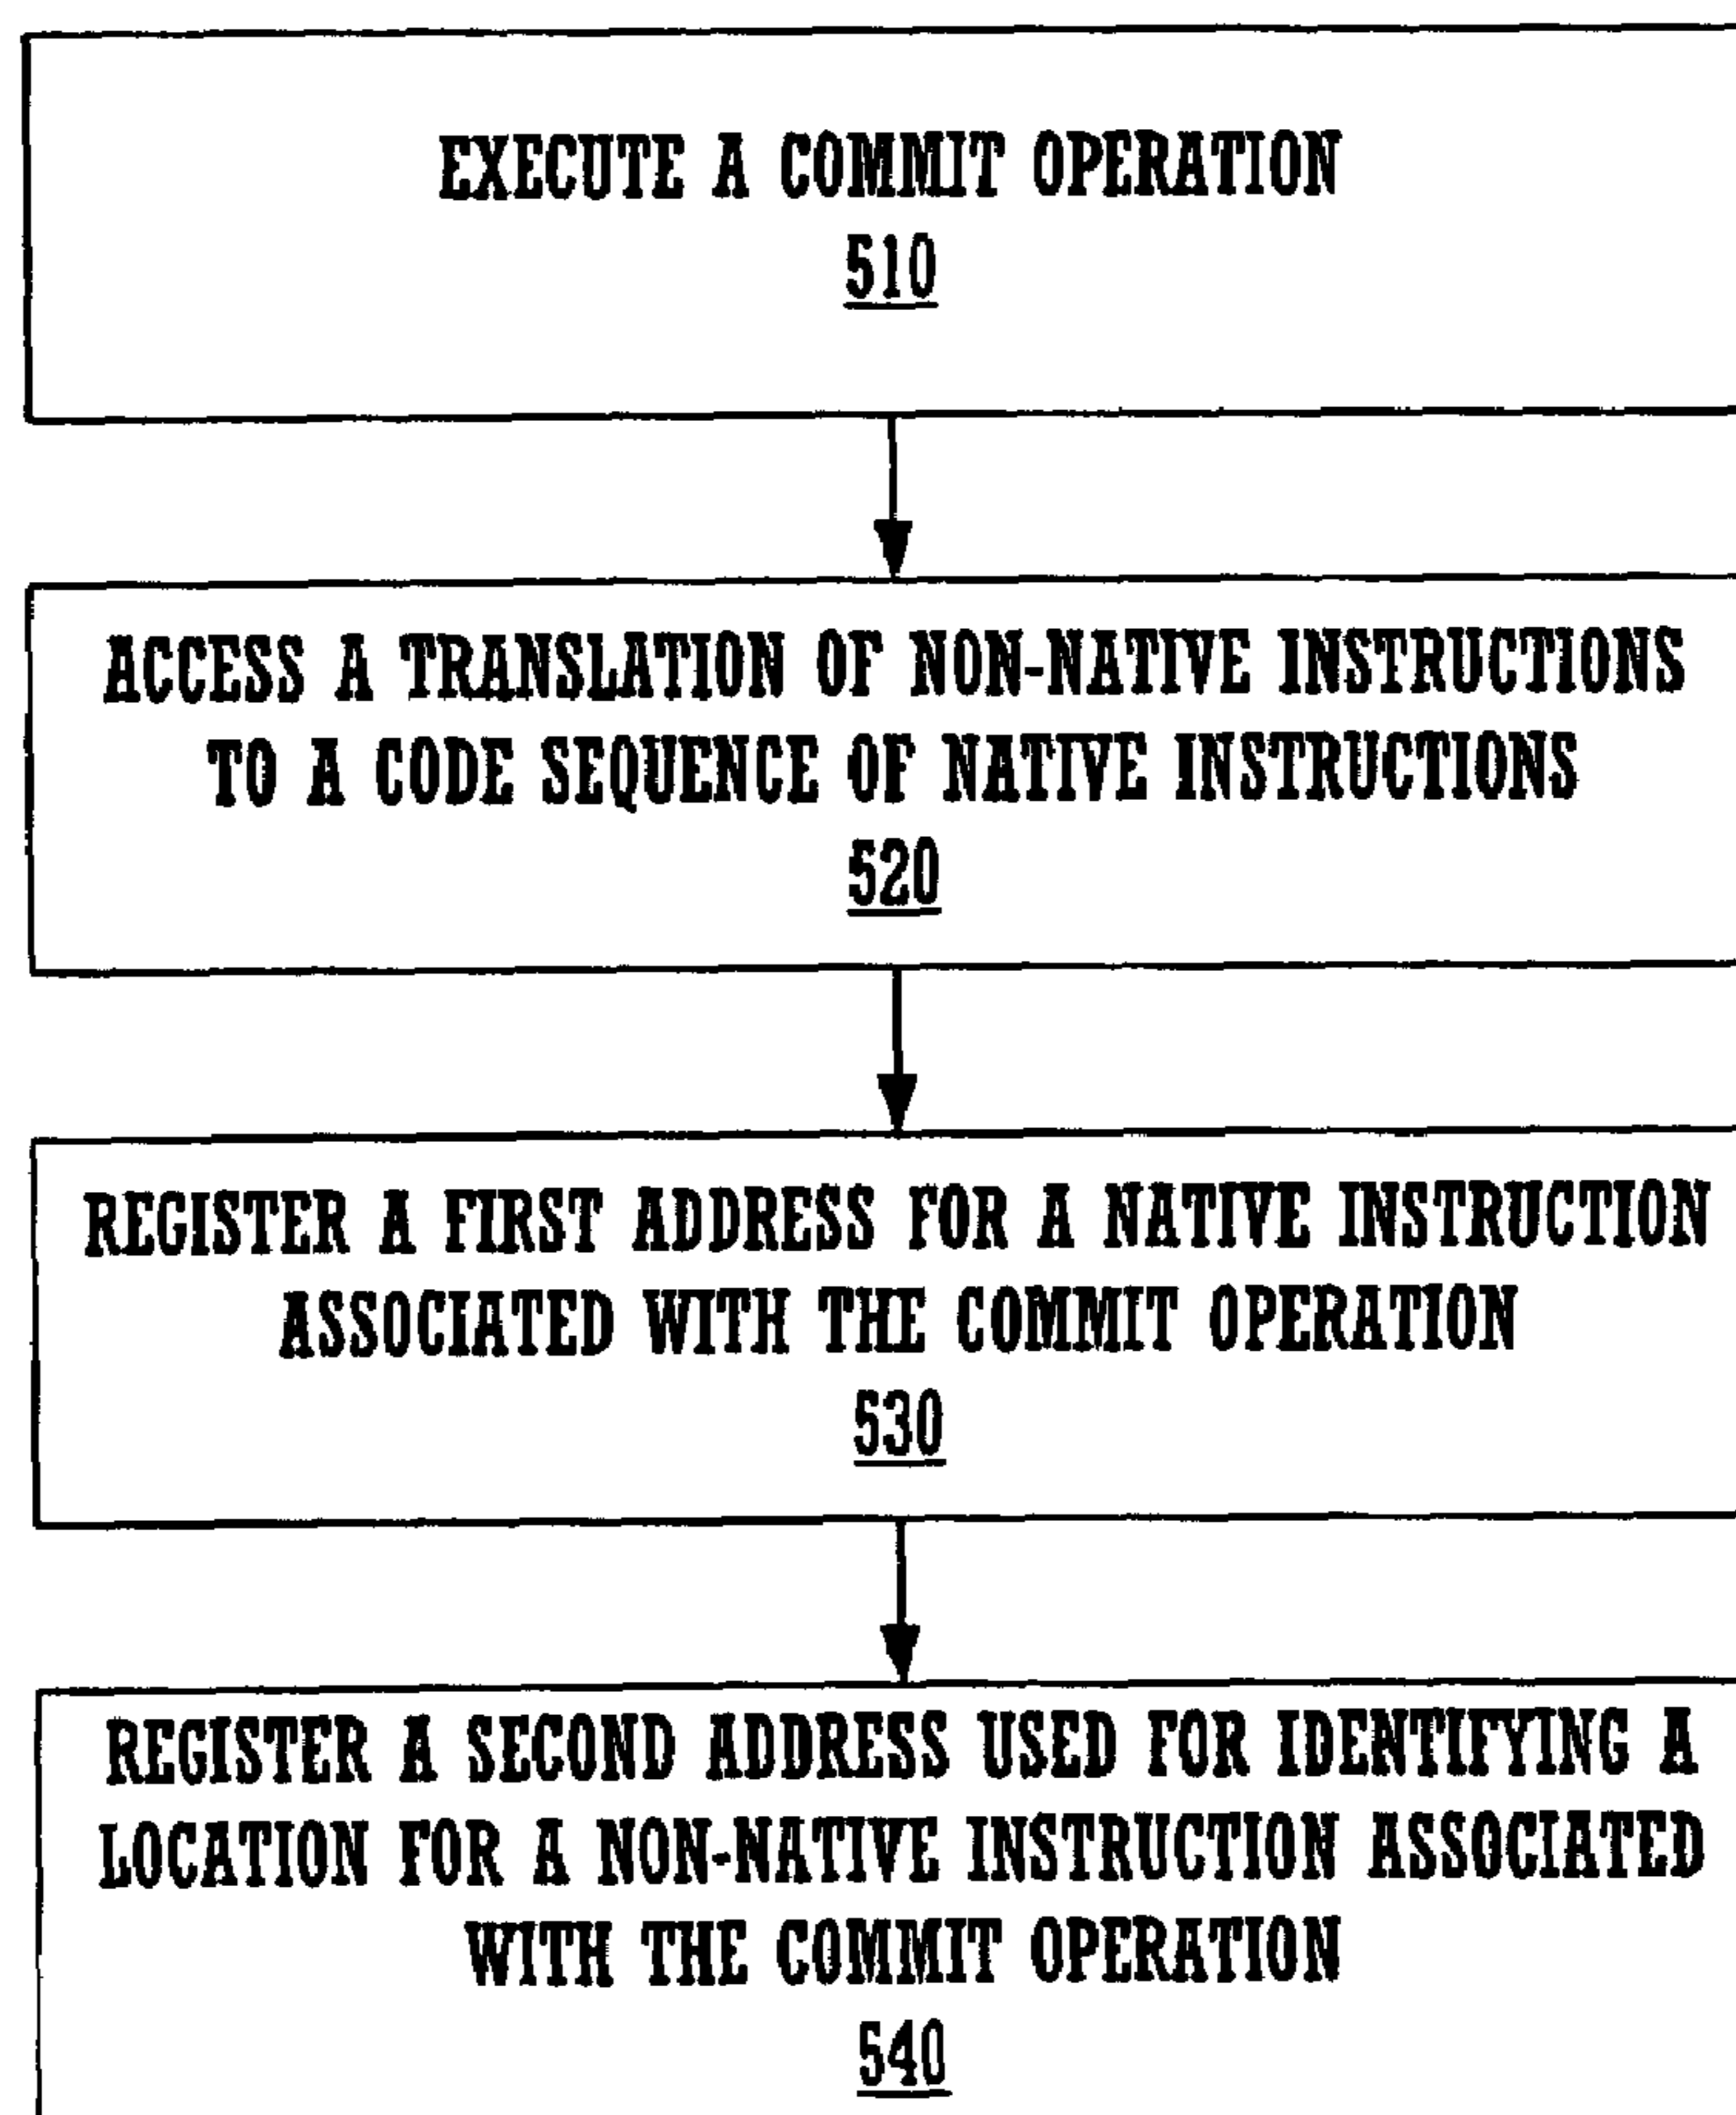 EXECUTE A COMMIT OPERATION
510
ACCESS A TRANSLATION OF NON-NATIVE INSTRUCTIONS
TO A CODE SEQUENCE OF NATIVE INSTRUCTIONS
520
REGISTER A FIRST ADDRESS FOR A NATIVE INSTRUCTION
ASSOCIATED WITH THE COMMIT OPERATION
530
REGISTER A SECOND ADDRESS USED FOR IDENTIFYING A
LOCATION FOR A NON-NATIVE INSTRUCTION ASSOCIATED
WITH THE COMMIT OPERATION
540